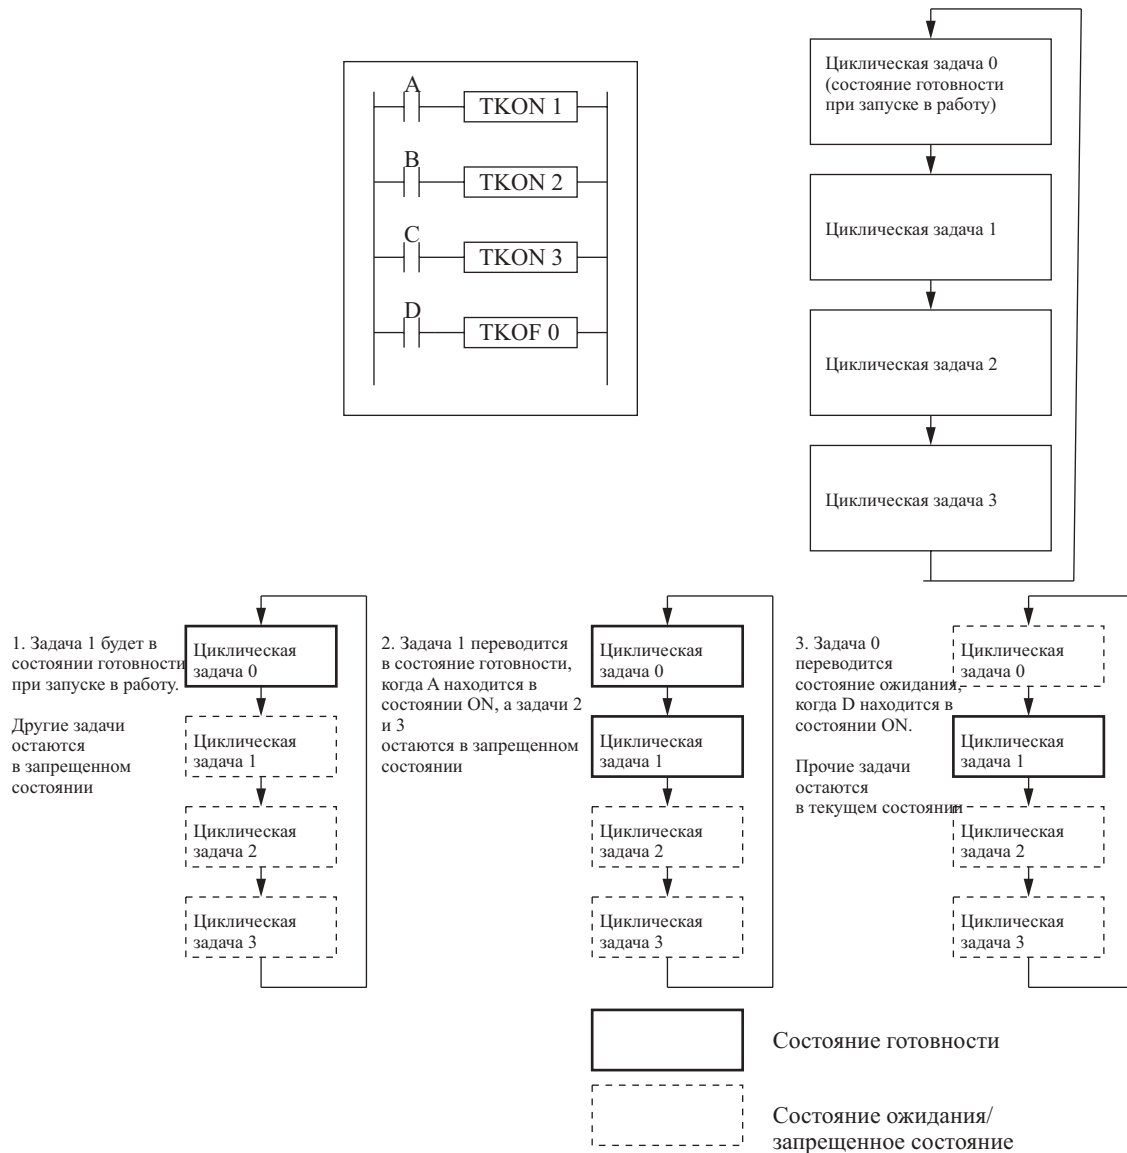 A
TKON 1
B
TKON 2
C
TKON 3
D
TKOF 0
Циклическая задача 0
(состояние готовности
при запуске в работу)
Циклическая задача 1
Циклическая задача 2
Циклическая задача 3
1. Задача 1 будет в
состоянии готовности
при запуске в работу.
Другие задачи
остаются
в запрещенном
состоянии
Циклическая
задача 0
Циклическая
задача 1
Циклическая
задача 2
Циклическая
задача 3
2. Задача 1 переводится
в состояние готовности,
когда A находится в
состоянии ON, а задачи 2
и 3
остаются в запрещенном
состоянии
Циклическая
задача 0
Циклическая
задача 1
Циклическая
задача 2
Циклическая
задача 3
3. Задача 0
переводится
состояние ожидания,
когда D находится в
состоянии ON.
Прочие задачи
остаются
в текущем состоянии
Циклическая
задача 0
Циклическая
задача 1
Циклическая
задача 2
Циклическая
задача 3
Состояние готовности
Состояние ожидания/
запрещенное состояние